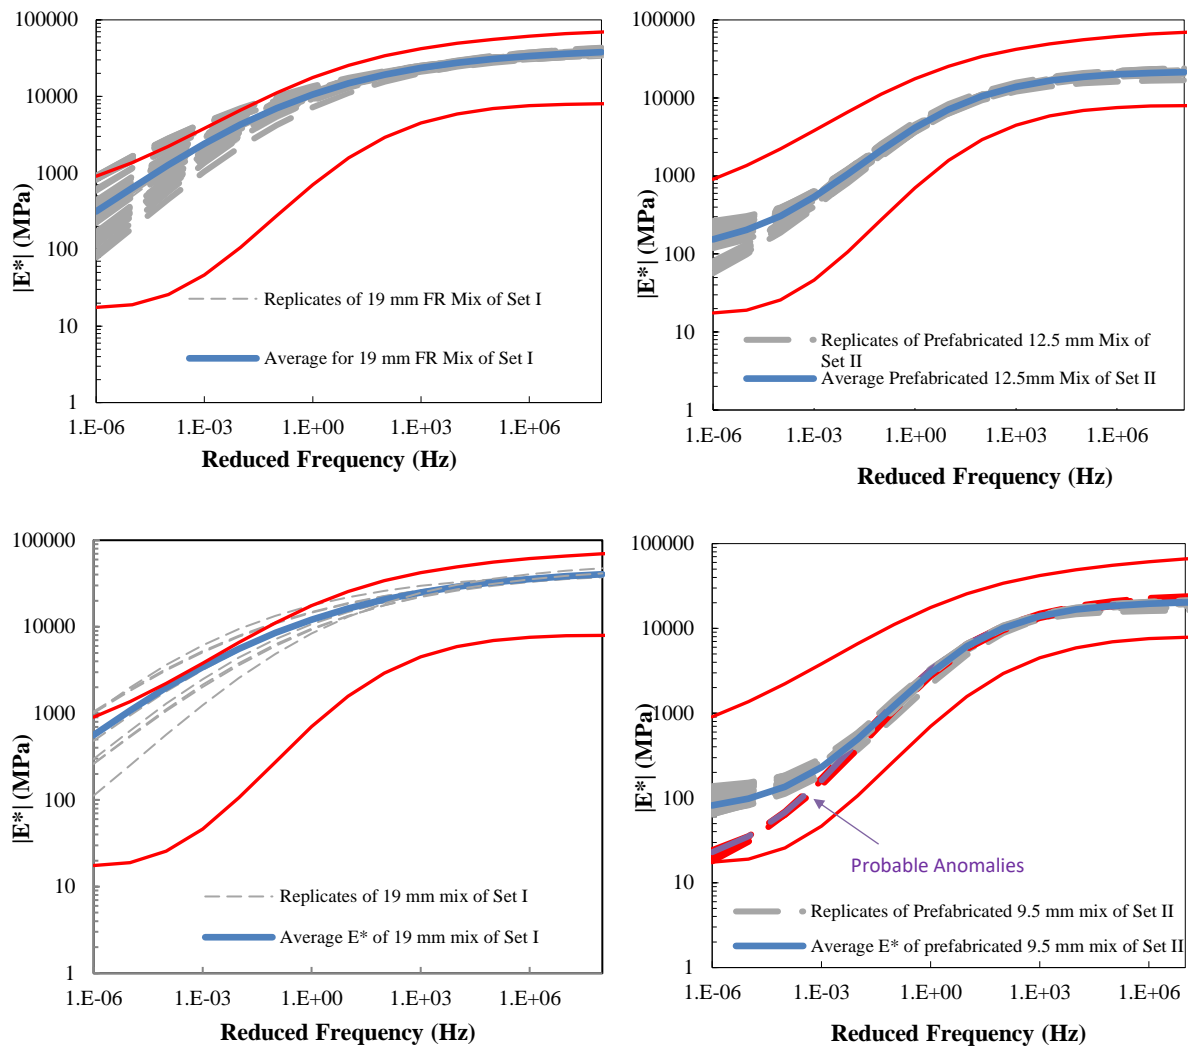 100000
10000
1000
100
10
1
|E*| (MPa)
Replicates of 19 mm FR Mix of Set I
Average for 19 mm FR Mix of Set I
1.E-06
1.E-03
1.E+00
1.E+03
1.E+06
Reduced Frequency (Hz)
100000
10000
1000
100
10
1
|E*| (MPa)
Replicates of Prefabricated 12.5 mm Mix of
Set II
Average Prefabricated 12.5mm Mix of Set II
1.E-06
1.E-03
1.E+00
1.E+03
1.E+06
Reduced Frequency (Hz)
100000
10000
1000
100
10
1
|E*| (MPa)
Replicates of 19 mm mix of Set I
Average E* of 19 mm mix of Set I
1.E-06
1.E-03
1.E+00
1.E+03
1.E+06
Reduced Frequency (Hz)
100000
10000
1000
100
10
1
|E*| (MPa)
Probable Anomalies
Replicates of Prefabricated 9.5 mm mix of Set II
Average E* of prefabricated 9.5 mm mix of Set II
1.E-06
1.E-03
1.E+00
1.E+03
1.E+06
Reduced Frequency (Hz)